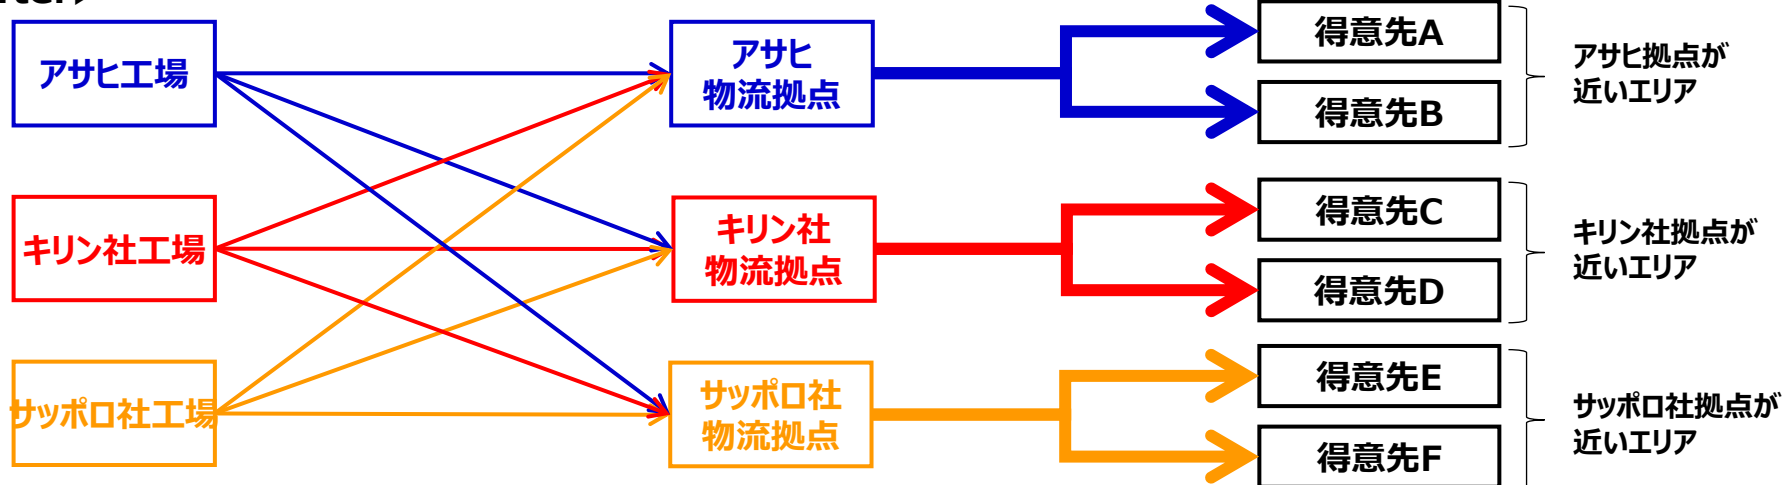 アサヒ工場
アサヒ
物流拠点
得意先A
得意先B
アサヒ拠点が
近いエリア
キリン社工場
キリン社
物流拠点
得意先C
得意先D
キリン社拠点が
近いエリア
サッポロ社工場
サッポロ社
物流拠点
得意先E
得意先F
サッポロ社拠点が
近いエリア